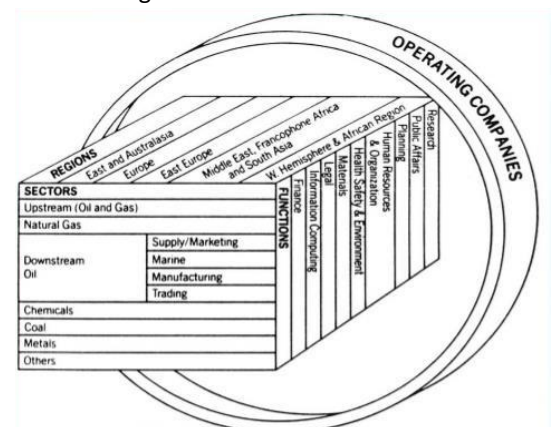 OPERATING COMPANIES
REGIONS
East and Australasia
Europe
East Europe
Middle East, Francophone Africa
and South Asia
W. Hemisphere & African Region
SECTORS
Upstream (Oil and Gas)
Natural Gas
Downstream
Oil
Supply/Marketing
Marine
Manufacturing
Trading
Chemicals
Coal
Metals
Others
FUNCTIONS
Finance
Information Computing
Legal
Materials
Health Safety & Environment
Human Resources
& Organization
Planning
Public Affairs
Research